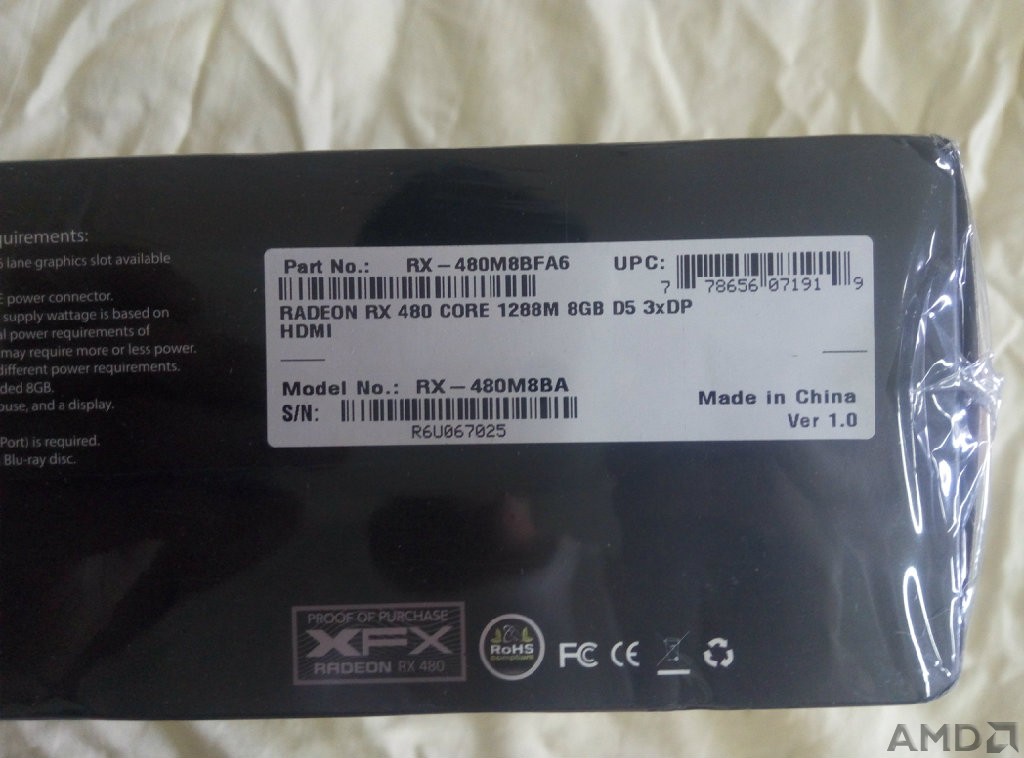 quirements:
lane graphics slot available
E power connector.
supply wattage is based on
power requirements of
may require more or less power.
different power requirements.
ded 8GB.
ouse, and a display.
Port) is required.
Blu-ray disc.
Part No.: RX-480M8BFA6 UPC:
7 78656 07191 9
RADEON RX 480 CORE 1288M 8GB D5 3xDP
HDMI
Model No.: RX-480M8BA
S/N:
R6U067025
Made in China
Ver 1.0
PROOF OF PURCHASE
XFX
RADEON RX 480
RoHS
compliant
FC CE
AMD